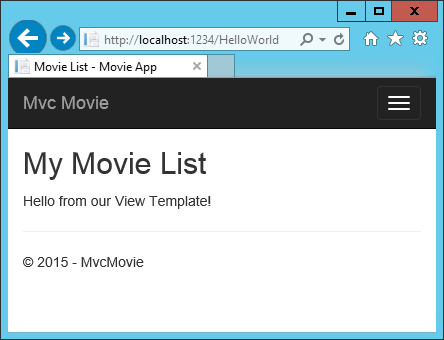 http://localhost:1234/HelloWorld
Movie List - Movie App
Mvc Movie
My Movie List
Hello from our View Template!
© 2015 - MvcMovie